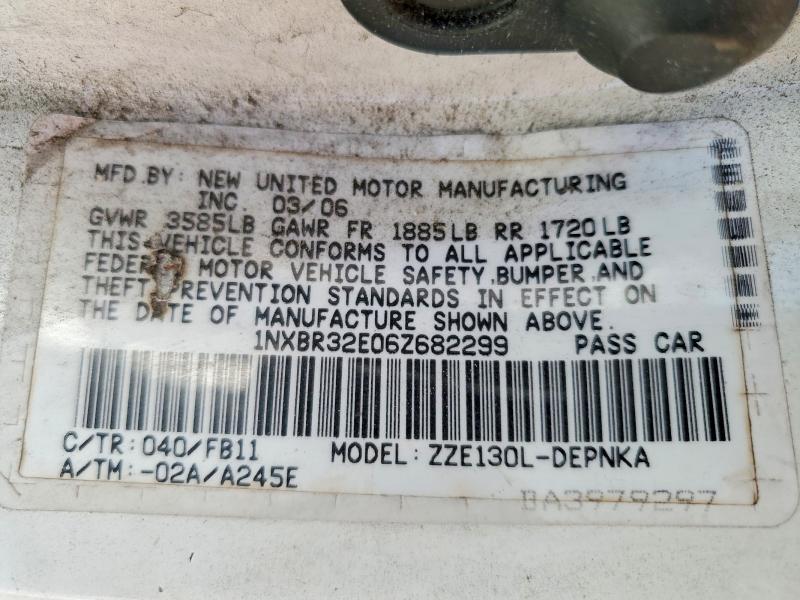 MFD.BY: NEW UNITED MOTOR MANUFACTURING
INC. 03/06
GVWR 3585LB GAWR FR 1885LB RR 1720LB
THIS VEHICLE CONFORMS TO ALL APPLICABLE
MOTOR VEHICLE SAFETY,BUMPER,AND
THEFT PREVENTION STANDARDS IN EFFECT ON
THE DATE OF MANUFACTURE SHOWN ABOVE.
1NXBR32E06Z682299 PASS CAR
C/TR: 040/FB11 MODEL: ZZE130L-DEPNKA
A/TM:-02A/A245E
BA3979297